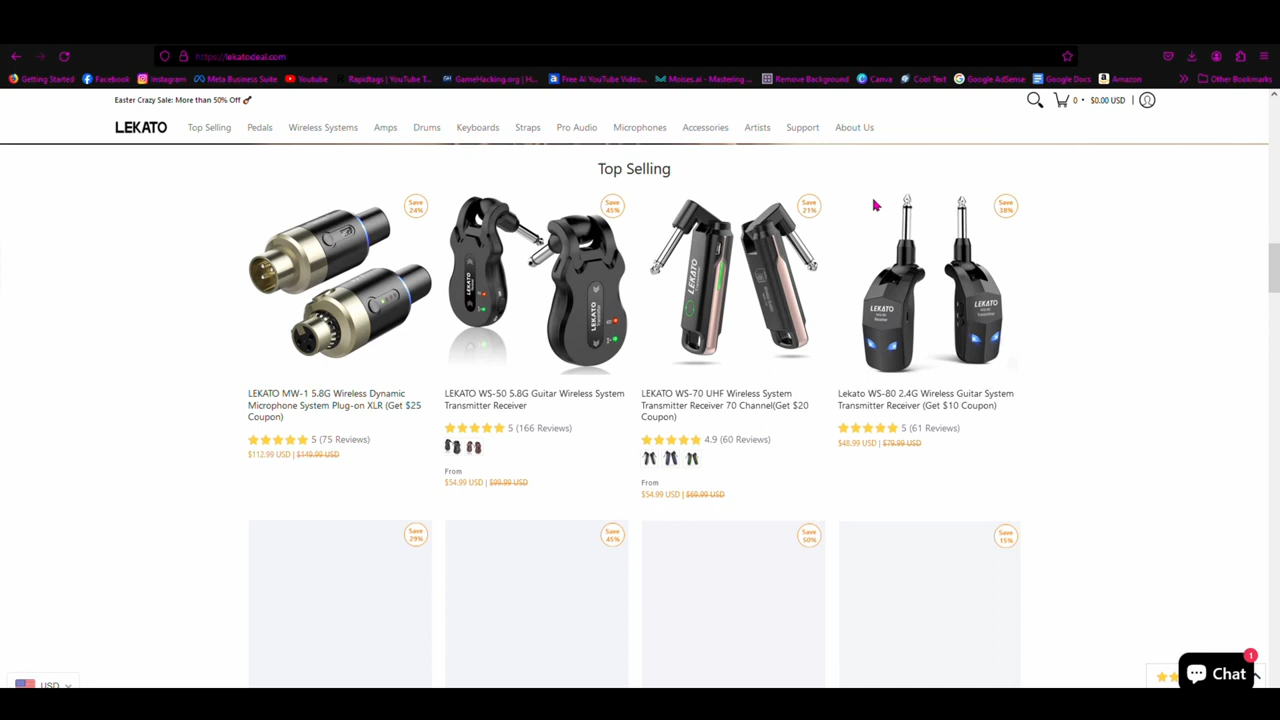 https://lekatodeal.com
Getting Started Facebook Instagram Meta Business Suite Youtube Rapidtags | YouTube T... GameHacking.org | H... Free AI YouTube Video... Moises.ai - Mastering ... Remove Background Canva Cool Text Google AdSense Google Docs Amazon Other Bookmarks
Easter Crazy Sale: More than 50% Off
0 • $0.00 USD |
LEKATO Top Selling Pedals Wireless Systems Amps Drums Keyboards Straps Pro Audio Microphones Accessories Artists Support About Us
Top Selling
Save 24%
Save 45%
Save 21%
Save 38%
LEKATO MW-1 5.8G Wireless Dynamic
Microphone System Plug-on XLR (Get $25
Coupon)
5 (75 Reviews)
$112.99 USD | $149.99 USD
LEKATO WS-50 5.8G Guitar Wireless System
Transmitter Receiver
5 (166 Reviews)
From
$54.99 USD | $99.99 USD
LEKATO WS-70 UHF Wireless System
Transmitter Receiver 70 Channel(Get $20
Coupon)
4.9 (60 Reviews)
From
$54.99 USD | $69.99 USD
Lekato WS-80 2.4G Wireless Guitar System
Transmitter Receiver (Get $10 Coupon)
5 (61 Reviews)
$48.99 USD | $79.99 USD
Save 29%
Save 45%
Save 50%
Save 15%
USD
1
Chat